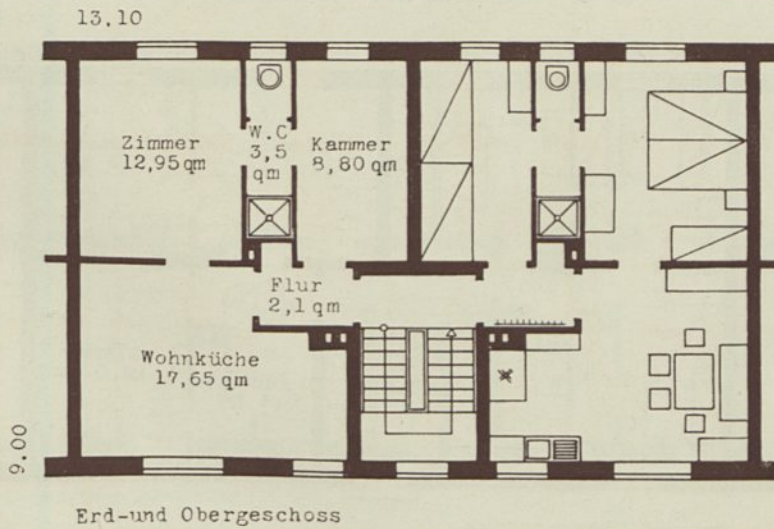 13,10
Zimmer
12,95 qm
W.C
3,5
qm
Kammer
8,80 qm
Flur
2,1 qm
Wohnküche
17,65 qm
9.00
Erd-und Obergeschoss